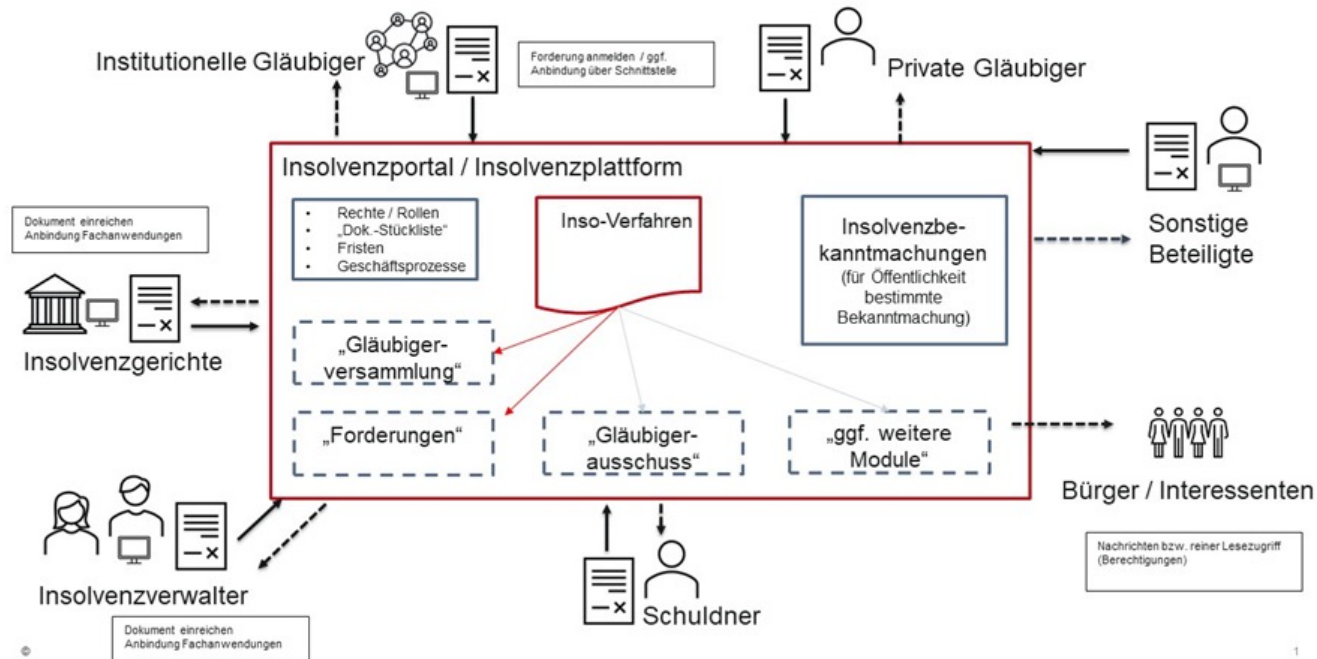 Institutionelle Gläubiger
Forderung anmelden / ggf.
Anbindung über Schnittstelle
Private Gläubiger
Insolvenzportal / Insolvenzplattform
• Rechte / Rollen
• „Dok.-Stückliste“
• Fristen
• Geschäftsprozesse
Inso-Verfahren
Insolvenzbe-
kanntmachungen
(für Öffentlichkeit
bestimmte
Bekanntmachung)
Sonstige
Beteiligte
Dokument einreichen
Anbindung Fachanwendungen
Insolvenzgerichte
„Gläubiger-
versammlung“
„Forderungen“
„Gläubiger-
ausschuss“
„ggf. weitere
Module“
Bürger / Interessenten
Nachrichten bzw. reiner Lesezugriff
(Berechtigungen)
Insolvenzverwalter
Dokument einreichen
Anbindung Fachanwendungen
Schuldner
©
1